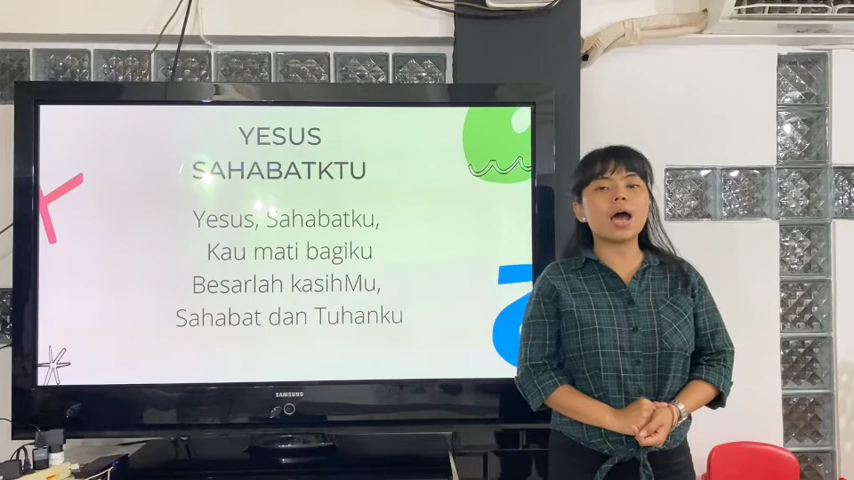 YESUS
SAHABATKTU
Yesus, Sahabatku,
Kau mati bagiku
Besarlah kasihMu,
Sahabat dan Tuhanku
SAMSUNG